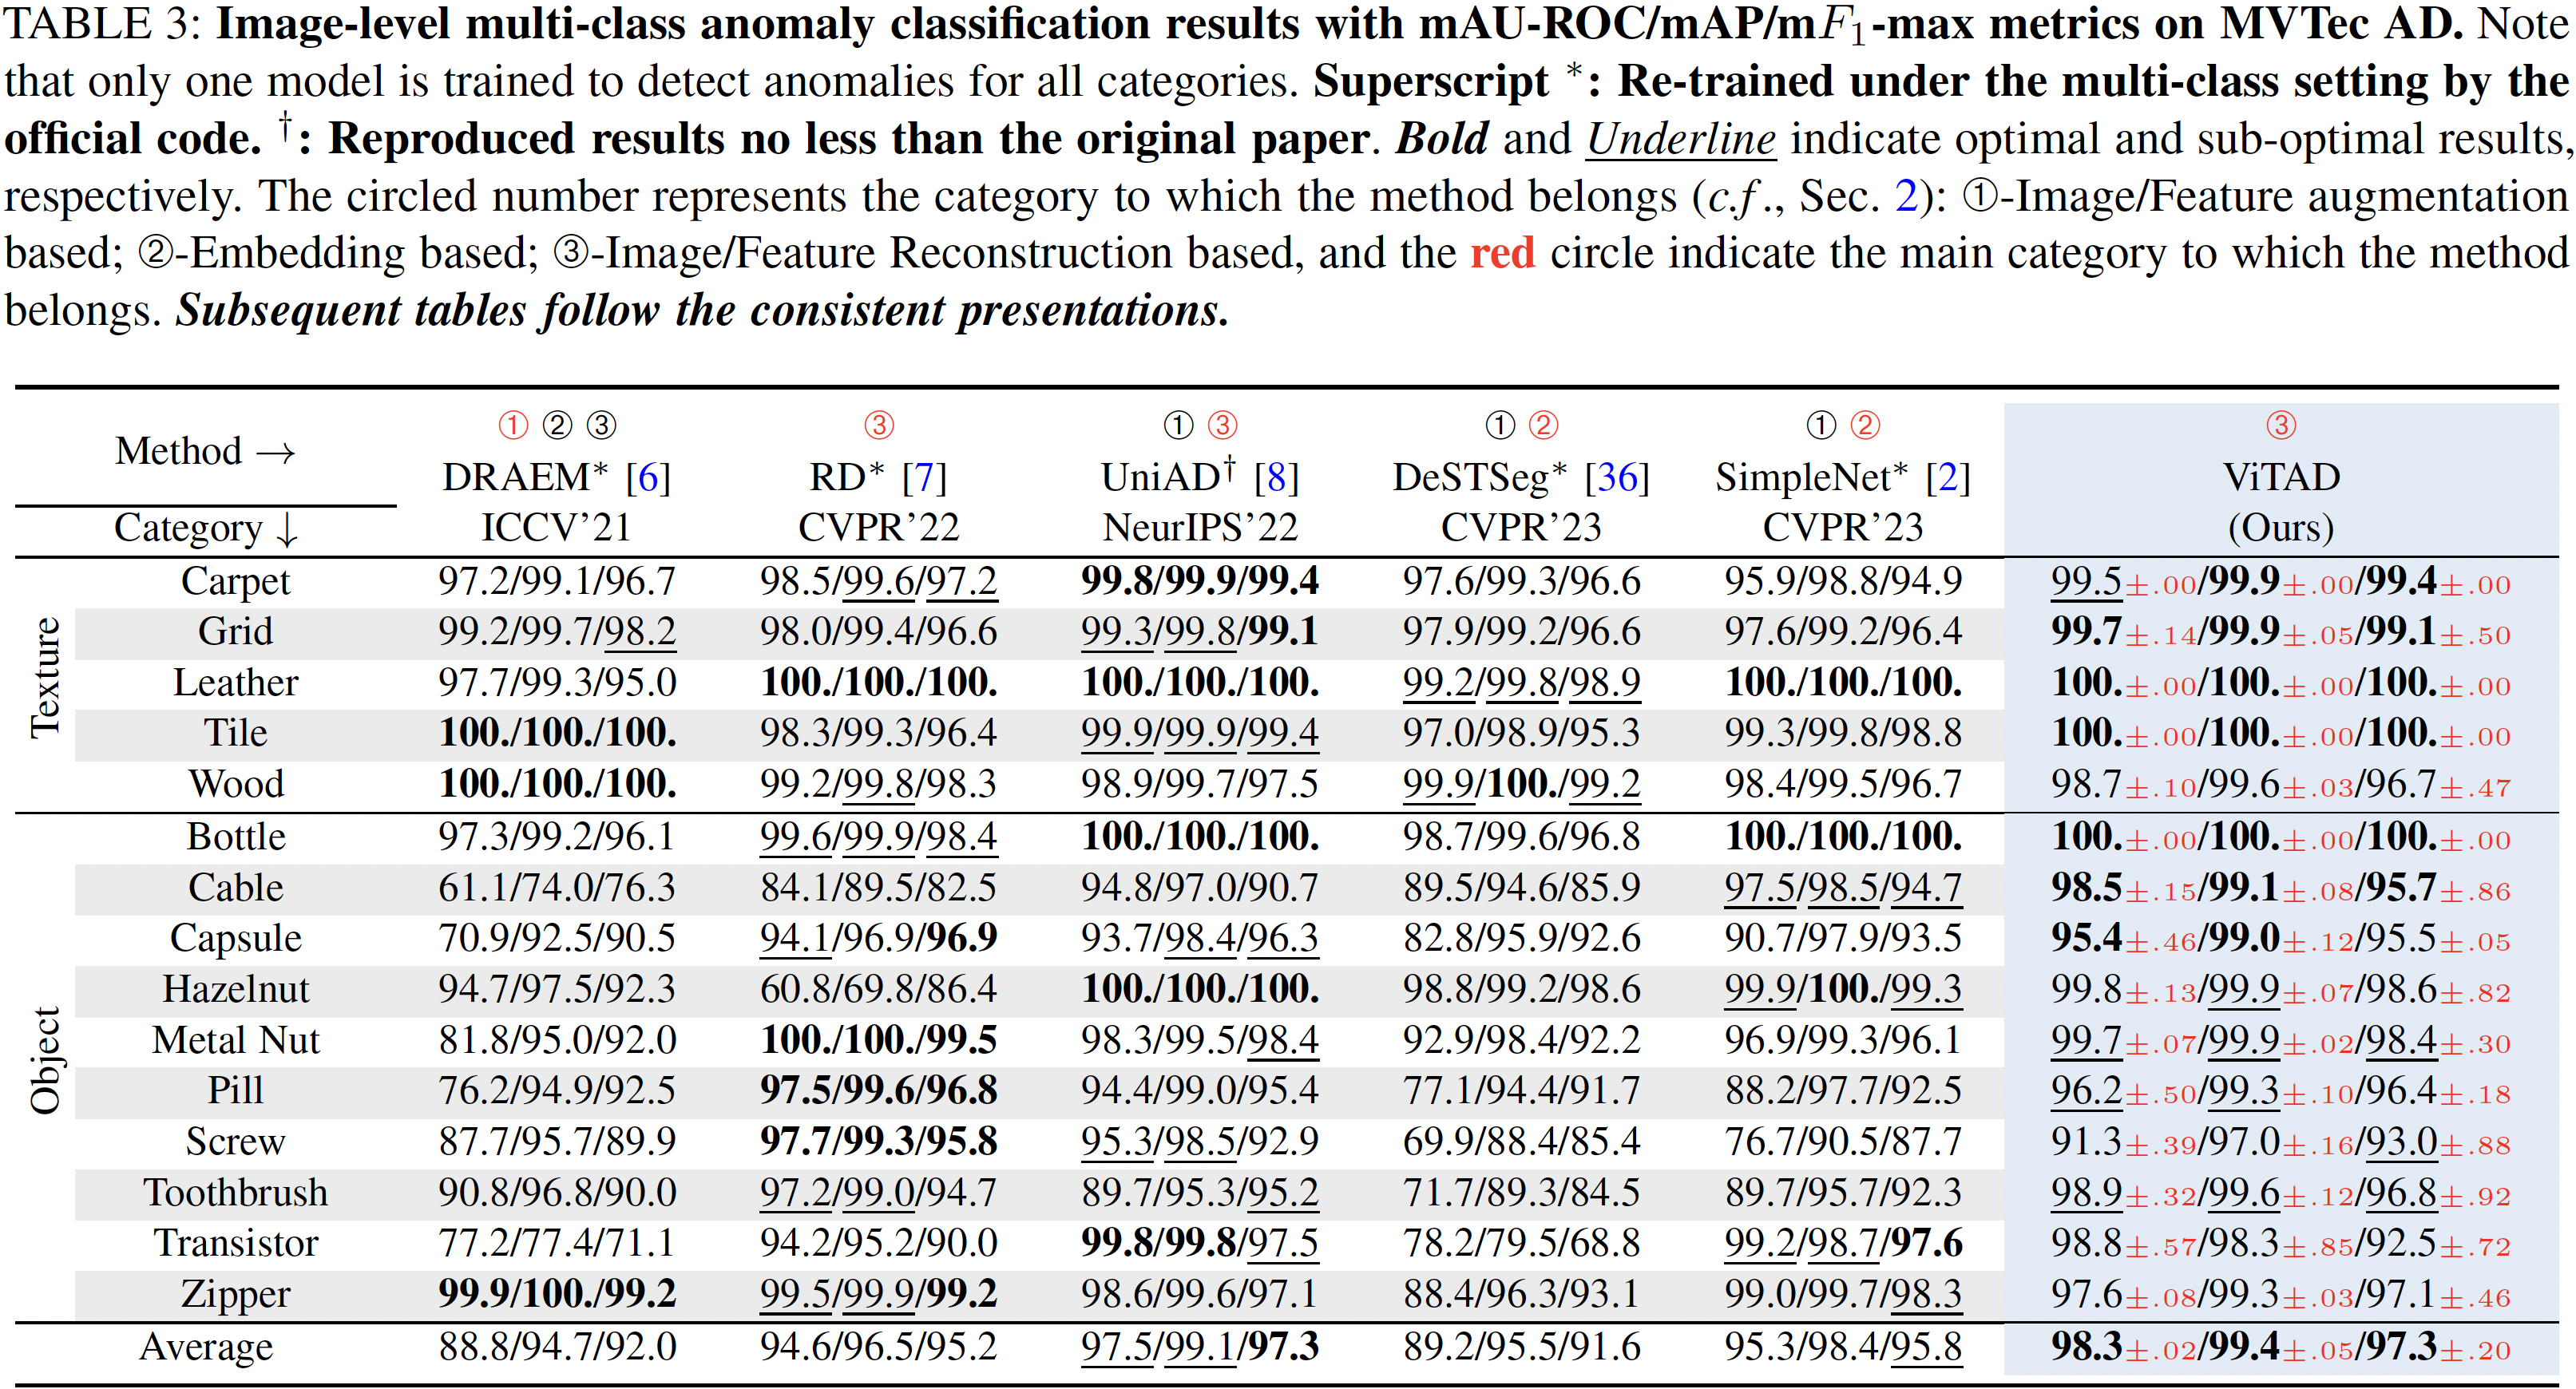 TABLE 3: Image-level multi-class anomaly classification results with mAU-ROC/mAP/mF1-max metrics on MVTec AD. Note
that only one model is trained to detect anomalies for all categories. Superscript *: Re-trained under the multi-class setting by the
official code. †: Reproduced results no less than the original paper. Bold and Underline indicate optimal and sub-optimal results,
respectively. The circled number represents the category to which the method belongs (c.f., Sec. 2): ①-Image/Feature augmentation
based; ②-Embedding based; ③-Image/Feature Reconstruction based, and the red circle indicate the main category to which the method
belongs. Subsequent tables follow the consistent presentations.
① ② ③ ③ ① ③ ① ② ① ② ③
Method → DRAEM* [6] RD* [7] UniAD† [8] DeSTSeg* [36] SimpleNet* [2] ViTAD
Category ↓ ICCV'21 CVPR'22 NeurIPS'22 CVPR'23 CVPR'23 (Ours)
Texture
Carpet 97.2/99.1/96.7 98.5/99.6/97.2 99.8/99.9/99.4 97.6/99.3/96.6 95.9/98.8/94.9 99.5±.00/99.9±.00/99.4±.00
Grid 99.2/99.7/98.2 98.0/99.4/96.6 99.3/99.8/99.1 97.9/99.2/96.6 97.6/99.2/96.4 99.7±.14/99.9±.05/99.1±.50
Leather 97.7/99.3/95.0 100./100./100. 100./100./100. 99.2/99.8/98.9 100./100./100. 100.±.00/100.±.00/100.±.00
Tile 100./100./100. 98.3/99.3/96.4 99.9/99.9/99.4 97.0/98.9/95.3 99.3/99.8/98.8 100.±.00/100.±.00/100.±.00
Wood 100./100./100. 99.2/99.8/98.3 98.9/99.7/97.5 99.9/100./99.2 98.4/99.5/96.7 98.7±.10/99.6±.03/96.7±.47
Object
Bottle 97.3/99.2/96.1 99.6/99.9/98.4 100./100./100. 98.7/99.6/96.8 100./100./100. 100.±.00/100.±.00/100.±.00
Cable 61.1/74.0/76.3 84.1/89.5/82.5 94.8/97.0/90.7 89.5/94.6/85.9 97.5/98.5/94.7 98.5±.15/99.1±.08/95.7±.86
Capsule 70.9/92.5/90.5 94.1/96.9/96.9 93.7/98.4/96.3 82.8/95.9/92.6 90.7/97.9/93.5 95.4±.46/99.0±.12/95.5±.05
Hazelnut 94.7/97.5/92.3 60.8/69.8/86.4 100./100./100. 98.8/99.2/98.6 99.9/100./99.3 99.8±.13/99.9±.07/98.6±.82
Metal Nut 81.8/95.0/92.0 100./100./99.5 98.3/99.5/98.4 92.9/98.4/92.2 96.9/99.3/96.1 99.7±.07/99.9±.02/98.4±.30
Pill 76.2/94.9/92.5 97.5/99.6/96.8 94.4/99.0/95.4 77.1/94.4/91.7 88.2/97.7/92.5 96.2±.50/99.3±.10/96.4±.18
Screw 87.7/95.7/89.9 97.7/99.3/95.8 95.3/98.5/92.9 69.9/88.4/85.4 76.7/90.5/87.7 91.3±.39/97.0±.16/93.0±.88
Toothbrush 90.8/96.8/90.0 97.2/99.0/94.7 89.7/95.3/95.2 71.7/89.3/84.5 89.7/95.7/92.3 98.9±.32/99.6±.12/96.8±.92
Transistor 77.2/77.4/71.1 94.2/95.2/90.0 99.8/99.8/97.5 78.2/79.5/68.8 99.2/98.7/97.6 98.8±.57/98.3±.85/92.5±.72
Zipper 99.9/100./99.2 99.5/99.9/99.2 98.6/99.6/97.1 88.4/96.3/93.1 99.0/99.7/98.3 97.6±.08/99.3±.03/97.1±.46
Average 88.8/94.7/92.0 94.6/96.5/95.2 97.5/99.1/97.3 89.2/95.5/91.6 95.3/98.4/95.8 98.3±.02/99.4±.05/97.3±.20